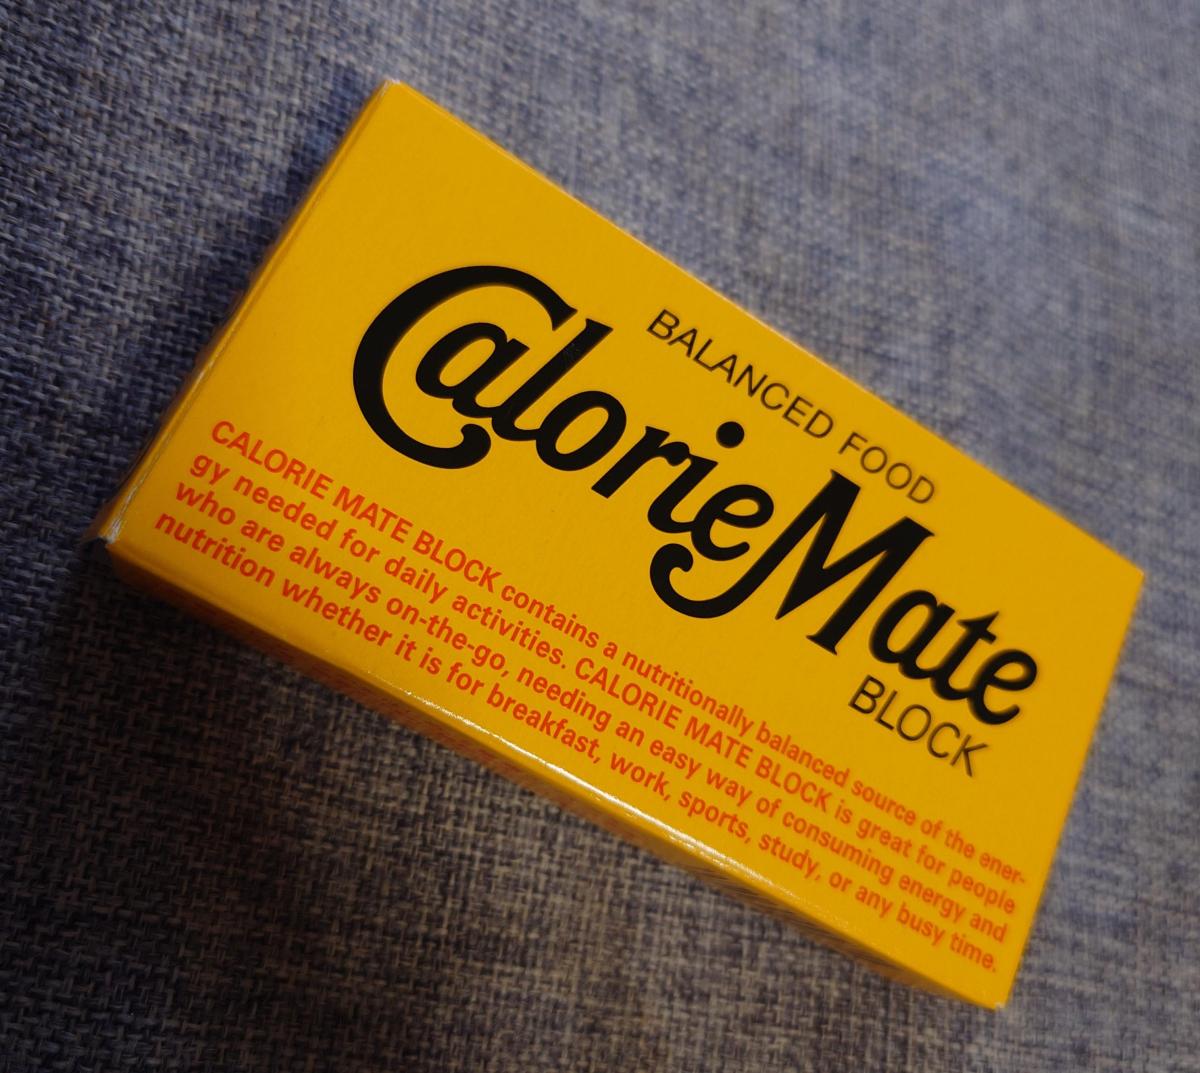 BALANCED FOOD
CalorieMate
BLOCK
CALORIE MATE BLOCK contains a nutritionally balanced source of the ener-
gy needed for daily activities. CALORIE MATE BLOCK is great for people
who are always on-the-go, needing an easy way of consuming energy and
nutrition whether it is for breakfast, work, sports, study, or any busy time.